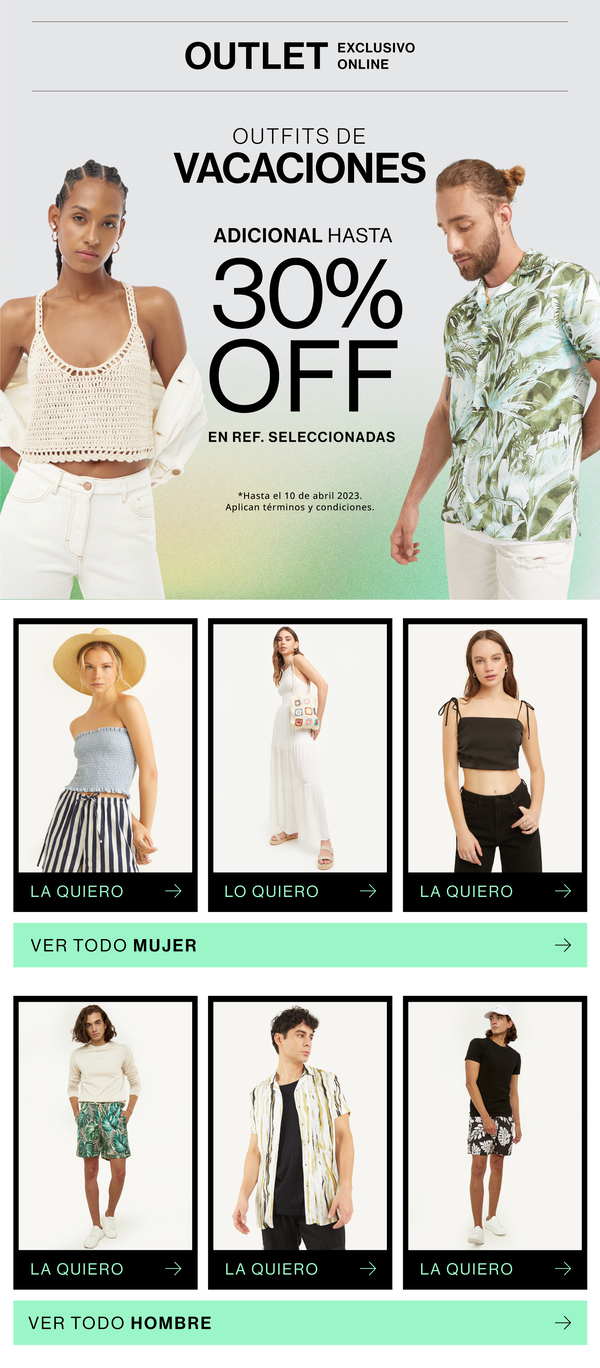 OUTLET EXCLUSIVO
ONLINE
OUTFITS DE
VACACIONES
ADICIONAL HASTA
30%
OFF
EN REF. SELECCIONADAS
*Hasta el 10 de abril 2023.
Aplican términos y condiciones.
LA QUIERO
LO QUIERO
LA QUIERO
VER TODO MUJER
LA QUIERO
LA QUIERO
LA QUIERO
VER TODO HOMBRE